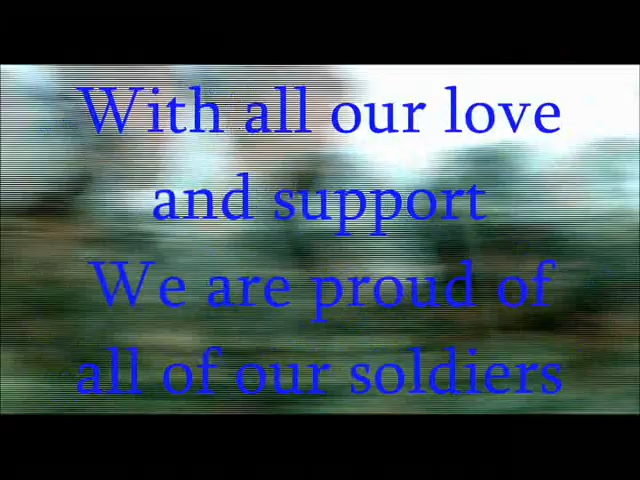 With all our love
and support
We are proud of
all of our soldiers